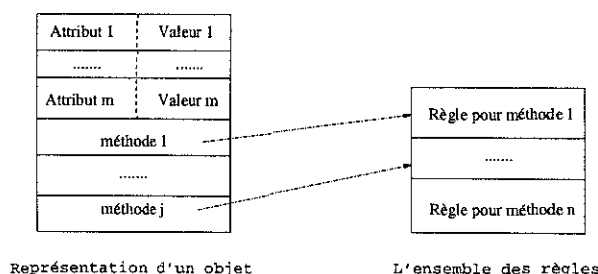 Attribut 1 Valeur 1
....... .......
Attribut m Valeur m
méthode 1
.......
méthode j
Règle pour méthode 1
.......
Règle pour méthode n
Représentation d'un objet
L'ensemble des règles